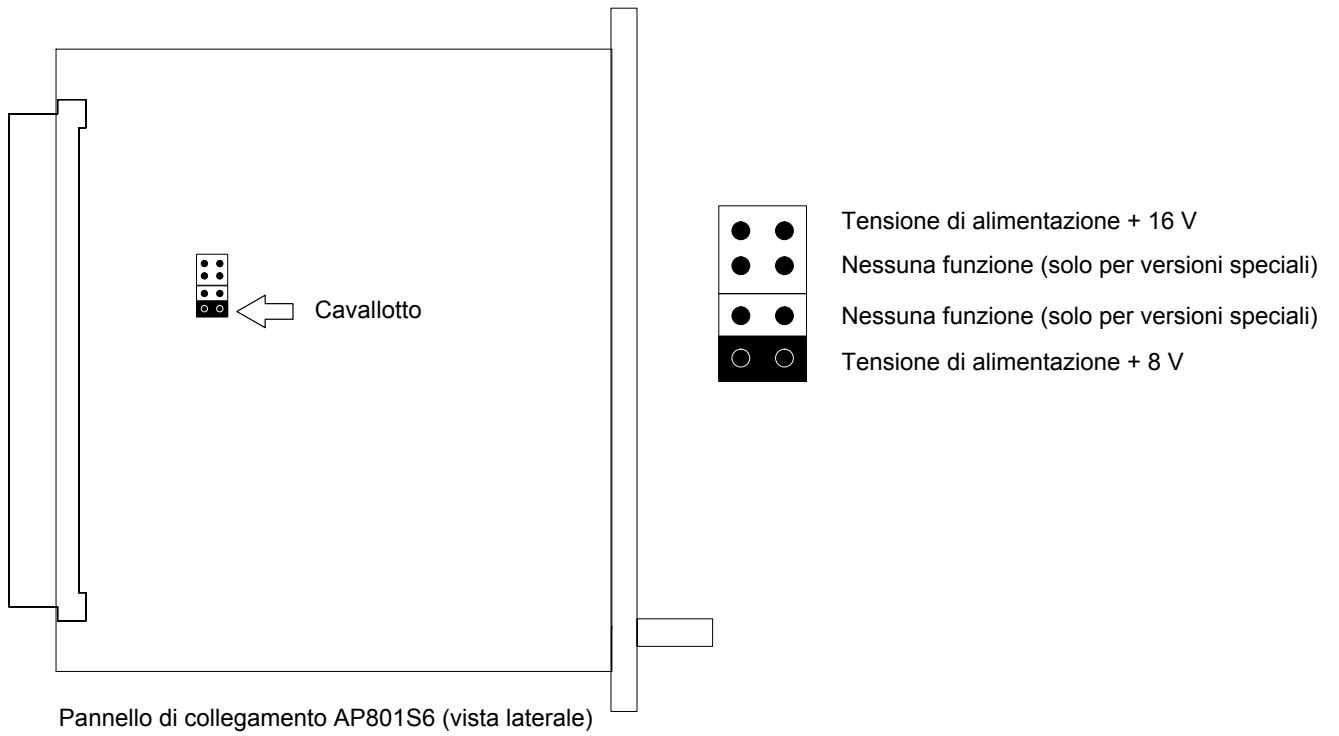 Tensione di alimentazione + 16 V
Nessuna funzione (solo per versioni speciali)
Cavallotto
Nessuna funzione (solo per versioni speciali)
Tensione di alimentazione + 8 V
Pannello di collegamento AP801S6 (vista laterale)